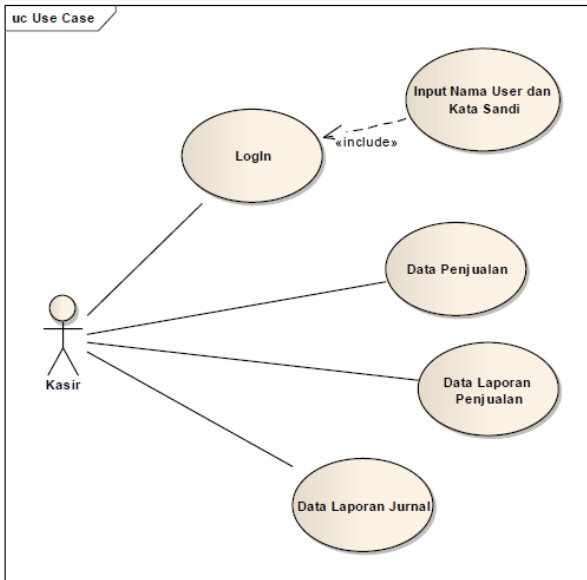 uc Use Case
Input Nama User dan
Kata Sandi
«include»
LogIn
Data Penjualan
Data Laporan
Penjualan
Kasir
Data Laporan Jurnal